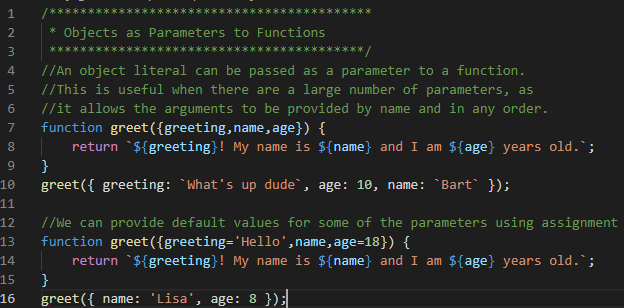 1 /******************************************
2  * Objects as Parameters to Functions
3  *****************************************/
4 //An object literal can be passed as a parameter to a function.
5 //This is useful when there are a large number of parameters, as
6 //it allows the arguments to be provided by name and in any order.
7 function greet({greeting,name,age}) {
8     return `${greeting}! My name is ${name} and I am ${age} years old.`;
9 }
10 greet({ greeting: `What's up dude`, age: 10, name: `Bart` });
11
12 //We can provide default values for some of the parameters using assignment
13 function greet({greeting='Hello',name,age=18}) {
14     return `${greeting}! My name is ${name} and I am ${age} years old.`;
15 }
16 greet({ name: 'Lisa', age: 8 });